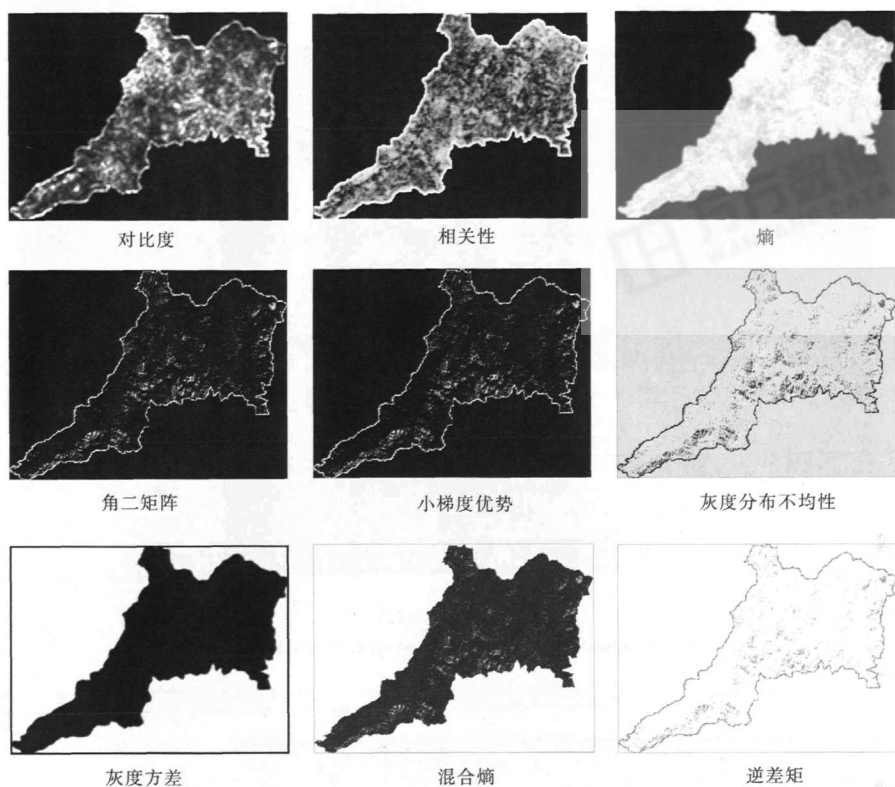 对比度
相关性
熵
角二矩阵
小梯度优势
灰度分布不均性
灰度方差
混合熵
逆差矩